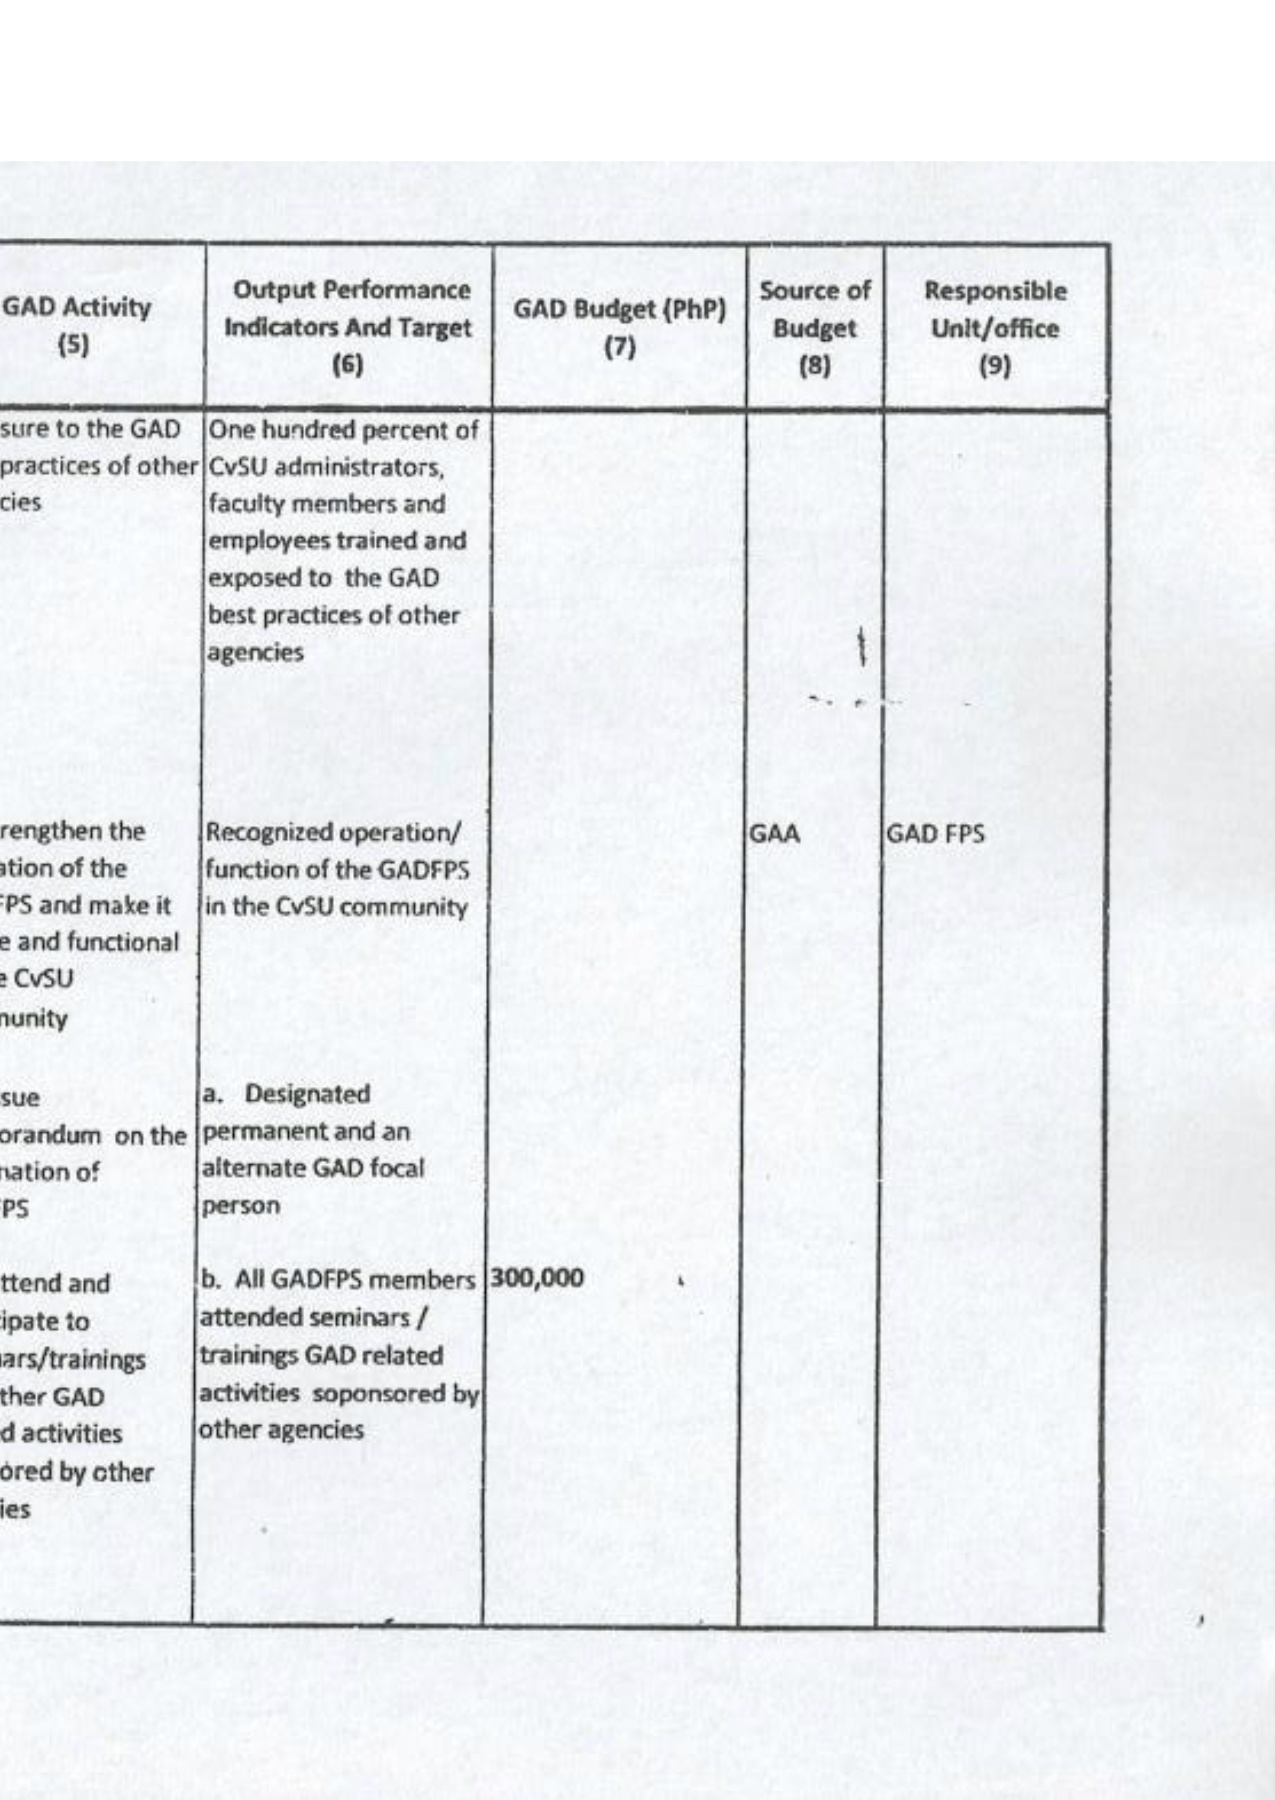 GAD Activity
(5)
Output Performance
Indicators And Target
(6)
GAD Budget (PhP)
(7)
Source of
Budget
(8)
Responsible
Unit/office
(9)
sure to the GAD
practices of other
cies
One hundred percent of
CvSU administrators,
faculty members and
employees trained and
exposed to the GAD
best practices of other
agencies
rengthen the
ation of the
FPS and make it
e and functional
e CvSU
nunity
Recognized operation/
function of the GADFPS
in the CvSU community
GAA
GAD FPS
sue
orandum on the
nation of
FPS
a. Designated
permanent and an
alternate GAD focal
person
ttend and
ipate to
ars/trainings
ther GAD
d activities
ored by other
ies
b. All GADFPS members
attended seminars /
trainings GAD related
activities soponsored by
other agencies
300,000